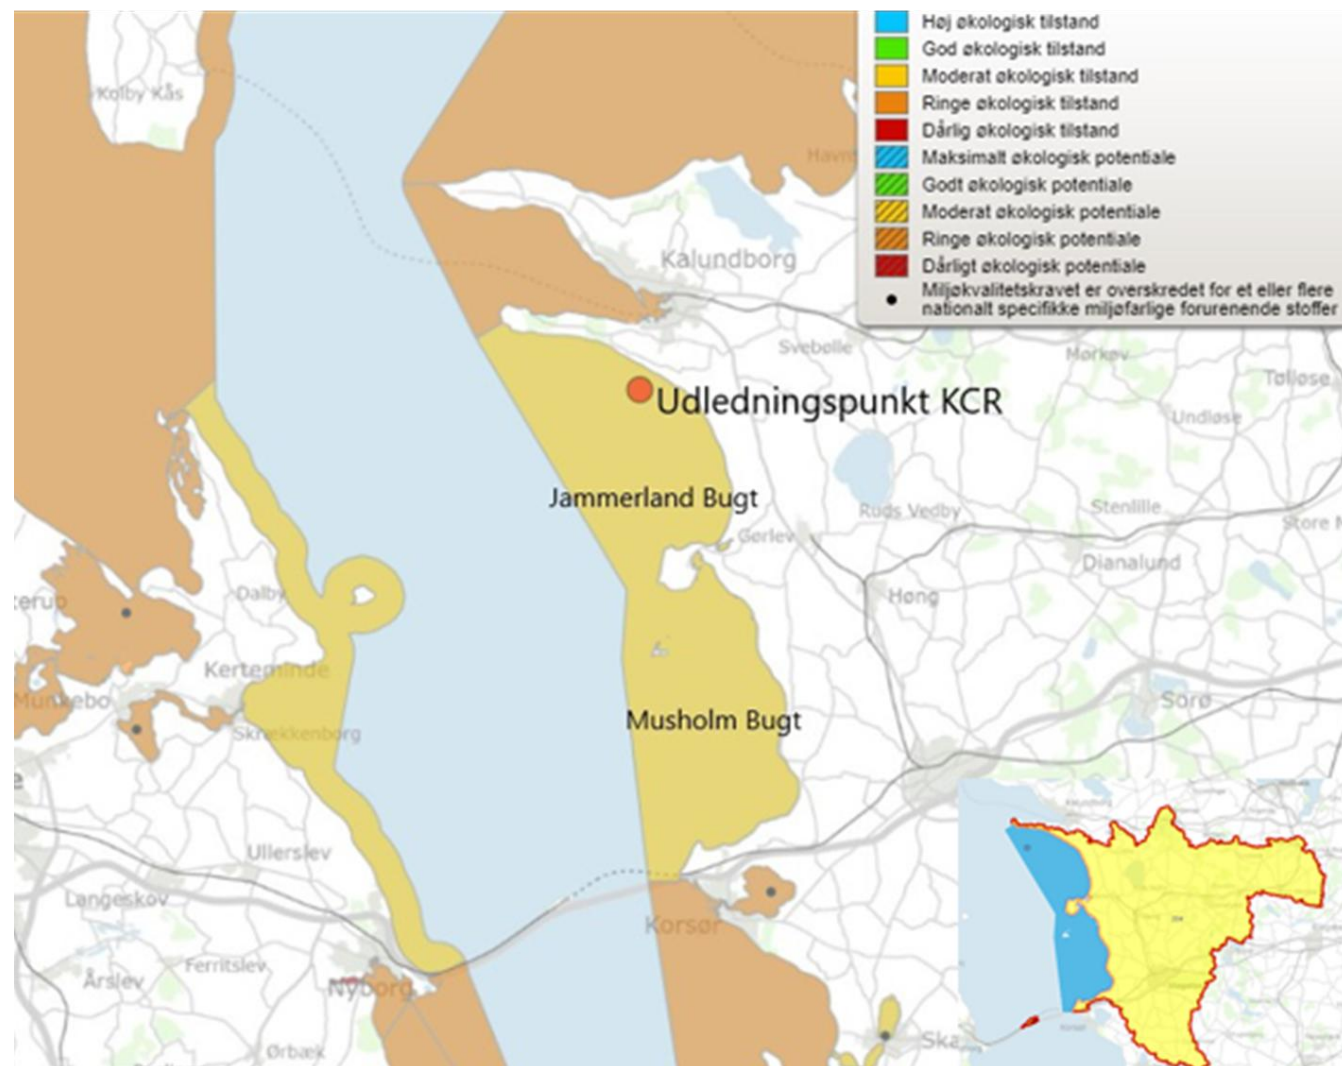 Høj økologisk tilstand
God økologisk tilstand
Moderat økologisk tilstand
Ringe økologisk tilstand
Dårlig økologisk tilstand
Maksimalt økologisk potentiale
Godt økologisk potentiale
Moderat økologisk potentiale
Ringe økologisk potentiale
Dårligt økologisk potentiale
Miljøkvalitetskravet er overskredet for et eller flere
nationalt specifikke miljøfarlige forurenende stoffer
Kolby Kås
Kalundborg
Svebølle
Mørkøv
Tølløse
Udledningspunkt KCR
Undløse
Jammerland Bugt
Ruds Vedby
Stenlille
Gørlev
Dianalund
Dalby
Høng
Kerteminde
Munkebo
Sorø
Musholm Bugt
Skrækkenborg
Ullerslev
Langeskov
Korsør
Ferritslev
Årslev
Nyborg
Ørbæk